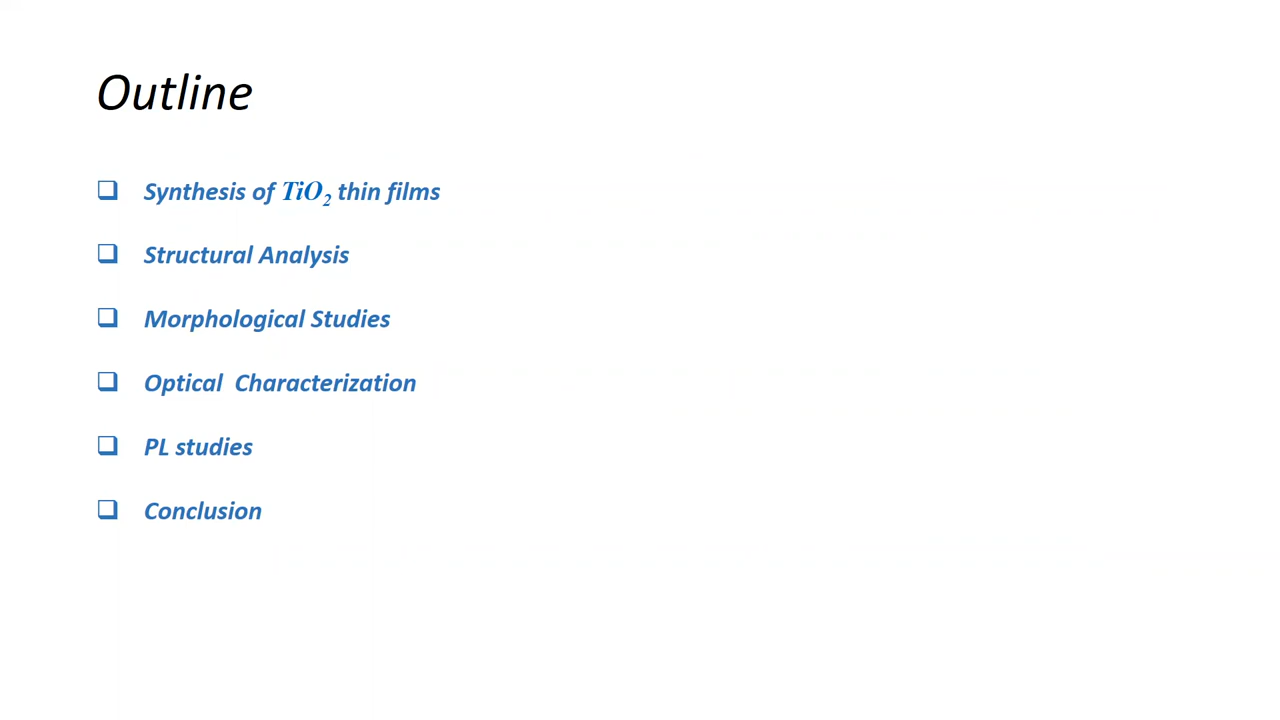 Outline
❑ Synthesis of TiO₂ thin films
❑ Structural Analysis
❑ Morphological Studies
❑ Optical  Characterization
❑ PL studies
❑ Conclusion